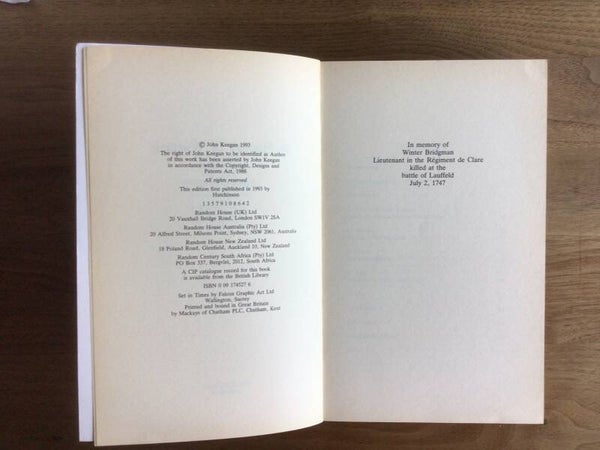 © John Keegan 1993
The right of John Keegan to be identified as Author
of this work has been asserted by John Keegan
in accordance with the Copyright, Designs and
Patents Act, 1988
All rights reserved
This edition first published in 1993 by
Hutchinson
1 3 5 7 9 10 8 6 4 2
Random House (UK) Ltd
20 Vauxhall Bridge Road, London SW1V 2SA
Random House Australia (Pty) Ltd
20 Alfred Street, Milsons Point, Sydney, NSW 2061, Australia
Random House New Zealand Ltd
18 Poland Road, Glenfield, Auckland 10, New Zealand
Random Century South Africa (Pty) Ltd
PO Box 337, Bergvlei, 2012, South Africa
A CIP catalogue record for this book
is available from the British Library
ISBN 0 09 174527 6
Set in Times by Falcon Graphic Art Ltd
Wallington, Surrey
Printed and bound in Great Britain
by Mackays of Chatham PLC, Chatham, Kent
In memory of
Winter Bridgman
Lieutenant in the Régiment de Clare
killed at the
battle of Lauffeld
July 2, 1747